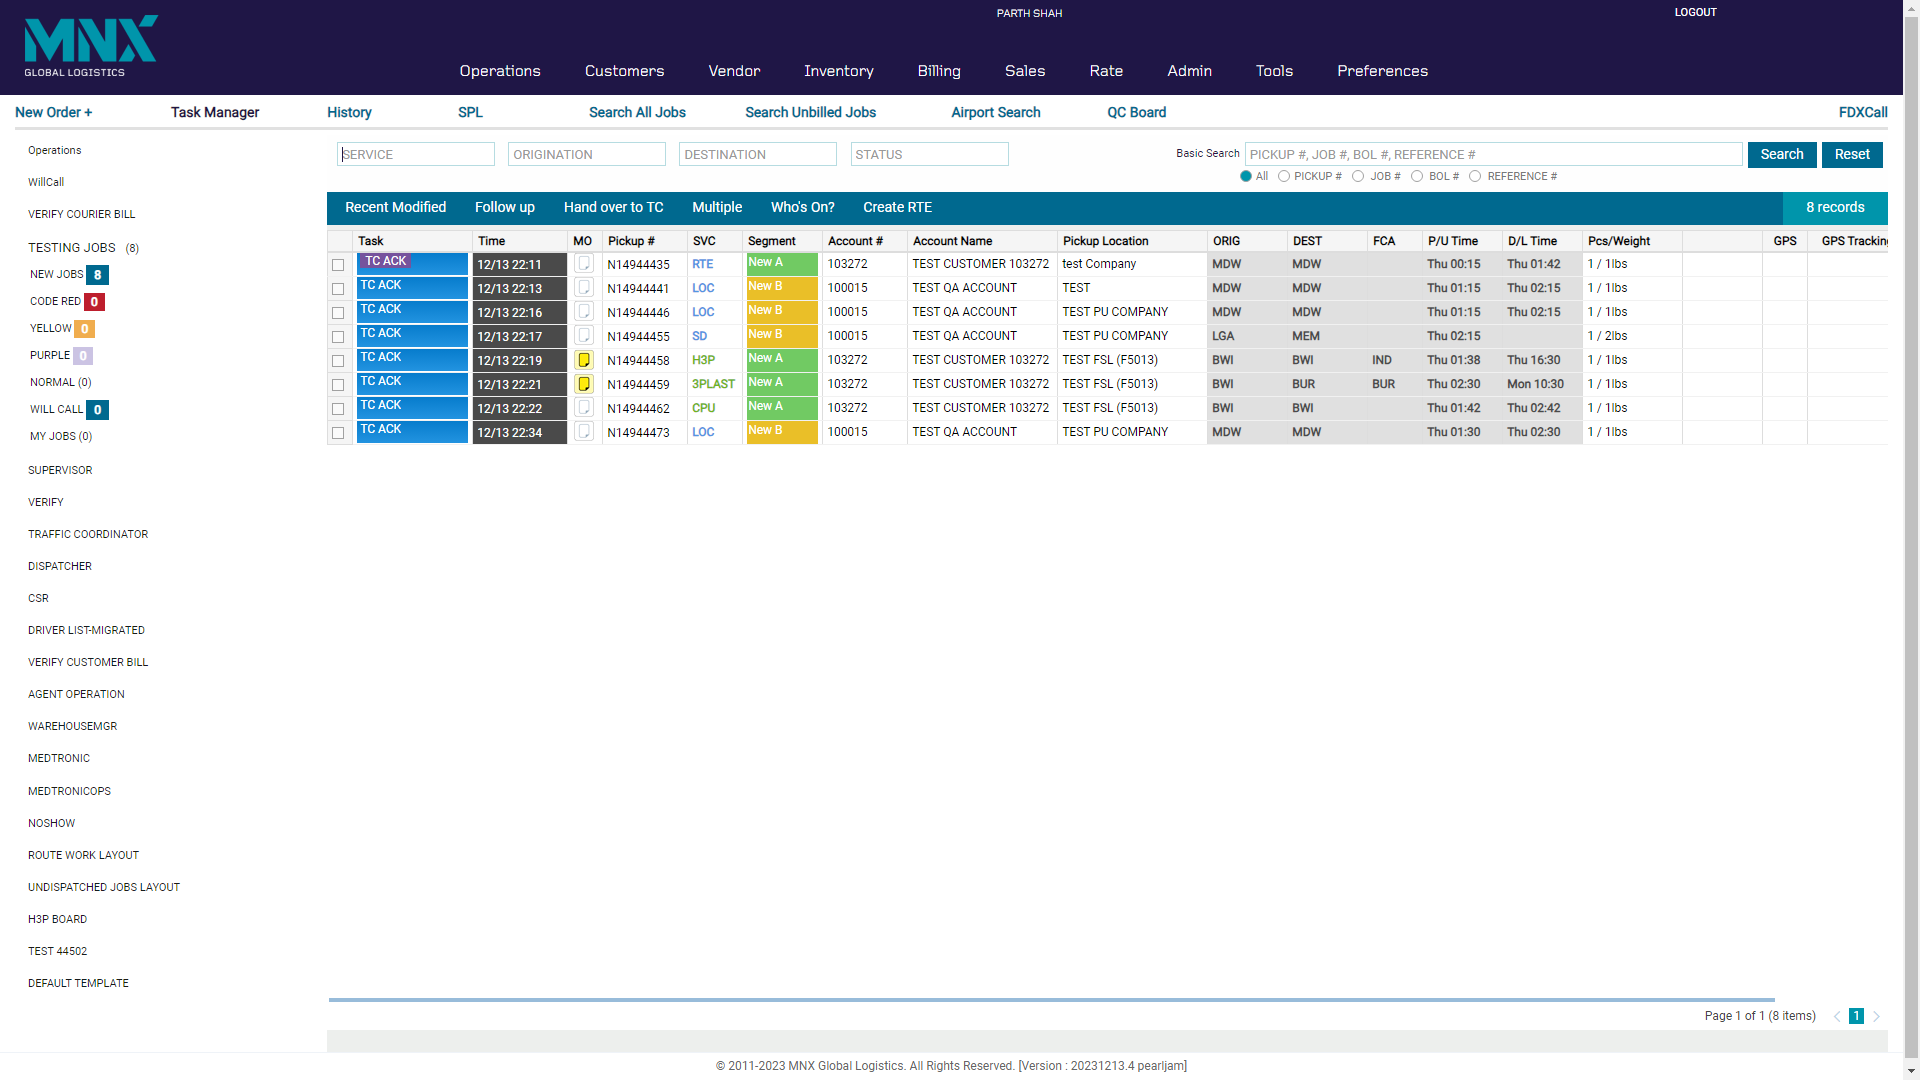 PARTH SHAH
LOGOUT
MNX
GLOBAL LOGISTICS
Operations Customers Vendor Inventory Billing Sales Rate Admin Tools Preferences
New Order + Task Manager History SPL Search All Jobs Search Unbilled Jobs Airport Search QC Board FDXCall
Operations
WillCall
VERIFY COURIER BILL
TESTING JOBS (8)
NEW JOBS 8
CODE RED 0
YELLOW 0
PURPLE 0
NORMAL (0)
WILL CALL 0
MY JOBS (0)
SUPERVISOR
VERIFY
TRAFFIC COORDINATOR
DISPATCHER
CSR
DRIVER LIST-MIGRATED
VERIFY CUSTOMER BILL
AGENT OPERATION
WAREHOUSEMGR
MEDTRONIC
MEDTRONICOPS
NOSHOW
ROUTE WORK LAYOUT
UNDISPATCHED JOBS LAYOUT
H3P BOARD
TEST 44502
DEFAULT TEMPLATE
SERVICE ORIGINATION DESTINATION STATUS Basic Search PICKUP #, JOB #, BOL #, REFERENCE # Search Reset
All PICKUP # JOB # BOL # REFERENCE #
Recent Modified Follow up Hand over to TC Multiple Who's On? Create RTE 8 records
Task Time MO Pickup # SVC Segment Account # Account Name Pickup Location ORIG DEST FCA P/U Time D/L Time Pcs/Weight GPS GPS Tracking
TC ACK 12/13 22:11 N14944435 RTE New A 103272 TEST CUSTOMER 103272 test Company MDW MDW Thu 00:15 Thu 01:42 1 / 1lbs
TC ACK 12/13 22:13 N14944441 LOC New B 100015 TEST QA ACCOUNT TEST MDW MDW Thu 01:15 Thu 02:15 1 / 1lbs
TC ACK 12/13 22:16 N14944446 LOC New B 100015 TEST QA ACCOUNT TEST PU COMPANY MDW MDW Thu 01:15 Thu 02:15 1 / 1lbs
TC ACK 12/13 22:17 N14944455 SD New B 100015 TEST QA ACCOUNT TEST PU COMPANY LGA MEM Thu 02:15 1 / 2lbs
TC ACK 12/13 22:19 N14944458 H3P New A 103272 TEST CUSTOMER 103272 TEST FSL (F5013) BWI BWI IND Thu 01:38 Thu 16:30 1 / 1lbs
TC ACK 12/13 22:21 N14944459 3PLAST New A 103272 TEST CUSTOMER 103272 TEST FSL (F5013) BWI BUR BUR Thu 02:30 Mon 10:30 1 / 1lbs
TC ACK 12/13 22:22 N14944462 CPU New A 103272 TEST CUSTOMER 103272 TEST FSL (F5013) BWI BWI Thu 01:42 Thu 02:42 1 / 1lbs
TC ACK 12/13 22:34 N14944473 LOC New B 100015 TEST QA ACCOUNT TEST PU COMPANY MDW MDW Thu 01:30 Thu 02:30 1 / 1lbs
Page 1 of 1 (8 items) 1
© 2011-2023 MNX Global Logistics. All Rights Reserved. [Version : 20231213.4 pearljam]